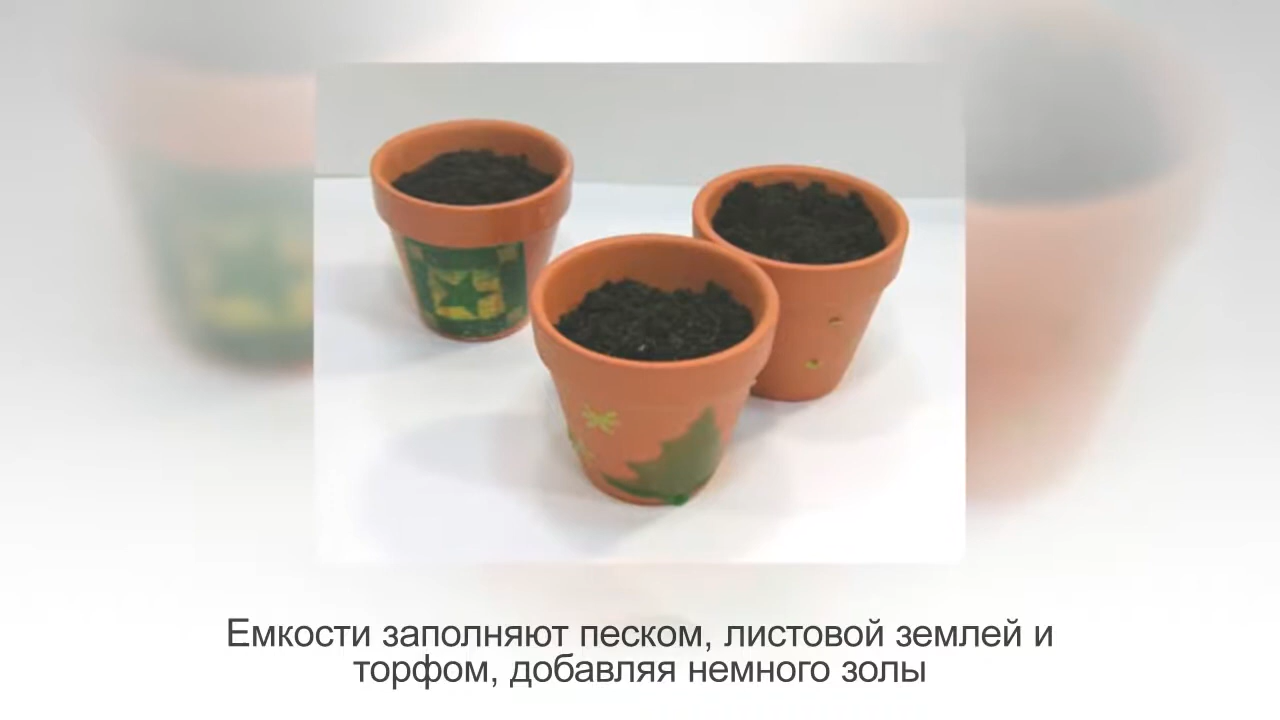 Емкости заполняют песком, листовой землей и
торфом, добавляя немного золы